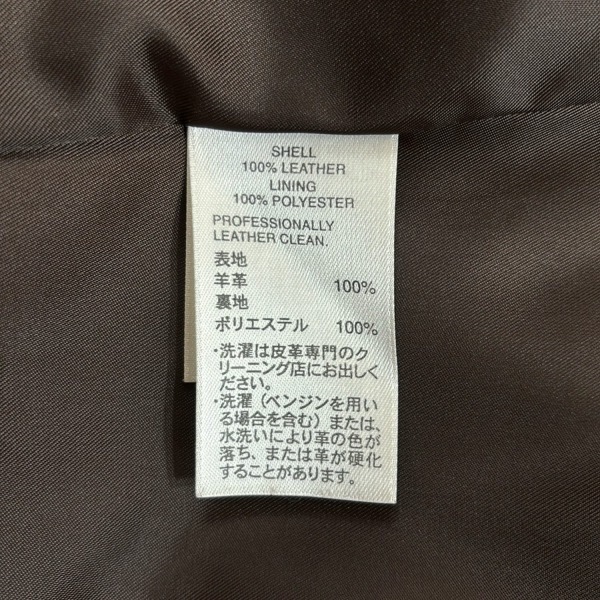 SHELL
100% LEATHER
LINING
100% POLYESTER
PROFESSIONALLY
LEATHER CLEAN.
表地
羊革 100%
裏地
ポリエステル 100%
・洗濯は皮革専門のク
リーニング店にお出しく
ださい。
・洗濯（ベンジンを用い
る場合を含む）または、
水洗いにより革の色が
落ち、または革が硬化
することがあります。